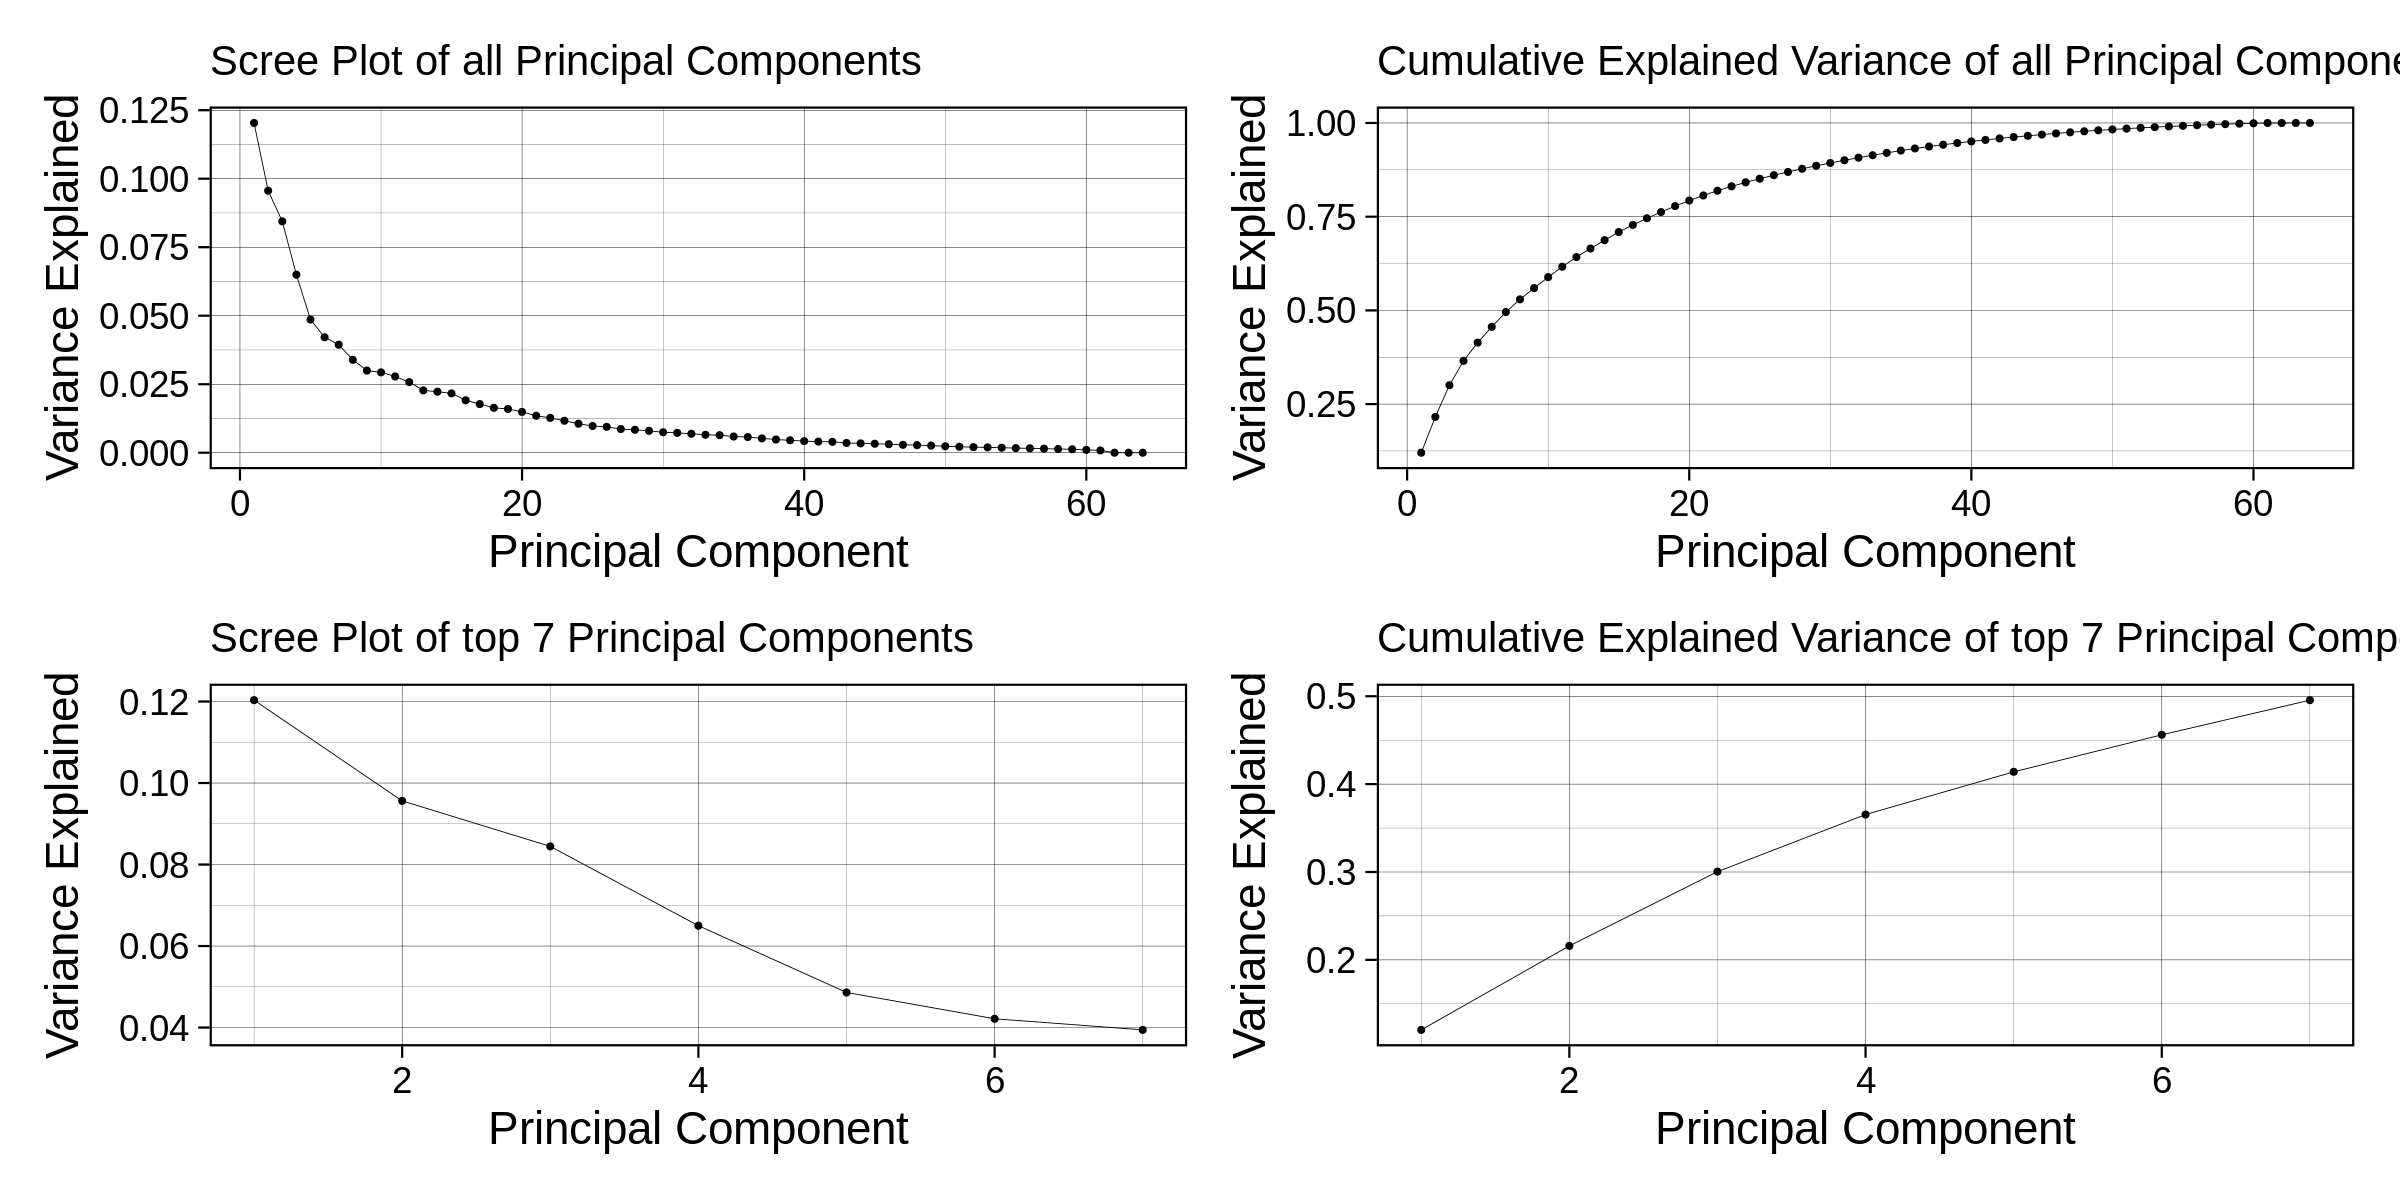 Scree Plot of all Principal Components
Variance Explained
0.125
0.100
0.075
0.050
0.025
0.000
0 20 40 60
Principal Component
Cumulative Explained Variance of all Principal Compone
Variance Explained
1.00
0.75
0.50
0.25
0 20 40 60
Principal Component
Scree Plot of top 7 Principal Components
Variance Explained
0.12
0.10
0.08
0.06
0.04
2 4 6
Principal Component
Cumulative Explained Variance of top 7 Principal Comp
Variance Explained
0.5
0.4
0.3
0.2
2 4 6
Principal Component